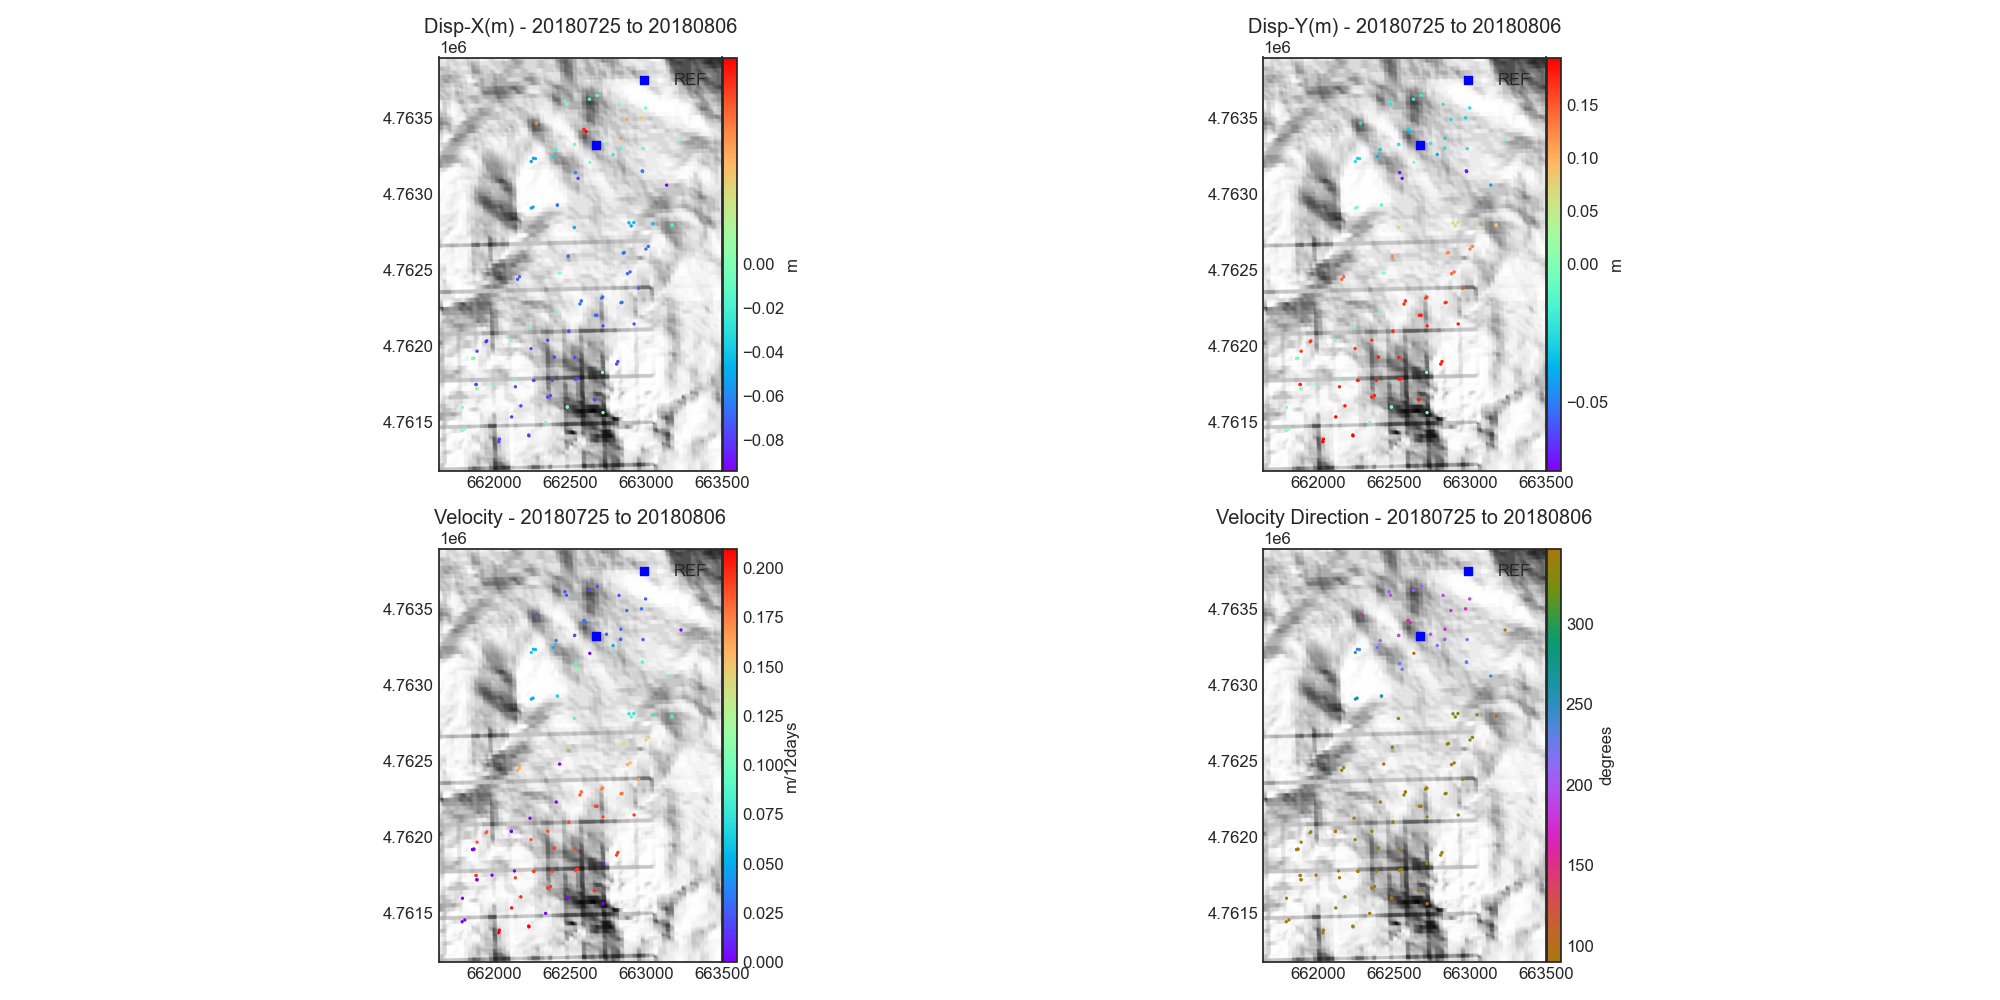 Disp-X(m) - 20180725 to 20180806
1e6
REF
4.7635
4.7630
4.7625
4.7620
4.7615
662000 662500 663000 663500
0.00
−0.02
−0.04
−0.06
−0.08
m
Disp-Y(m) - 20180725 to 20180806
1e6
REF
4.7635
4.7630
4.7625
4.7620
4.7615
662000 662500 663000 663500
0.15
0.10
0.05
0.00
−0.05
m
Velocity - 20180725 to 20180806
1e6
REF
4.7635
4.7630
4.7625
4.7620
4.7615
662000 662500 663000 663500
0.200
0.175
0.150
0.125
0.100
0.075
0.050
0.025
0.000
m/12days
Velocity Direction - 20180725 to 20180806
1e6
REF
4.7635
4.7630
4.7625
4.7620
4.7615
662000 662500 663000 663500
300
250
200
150
100
degrees